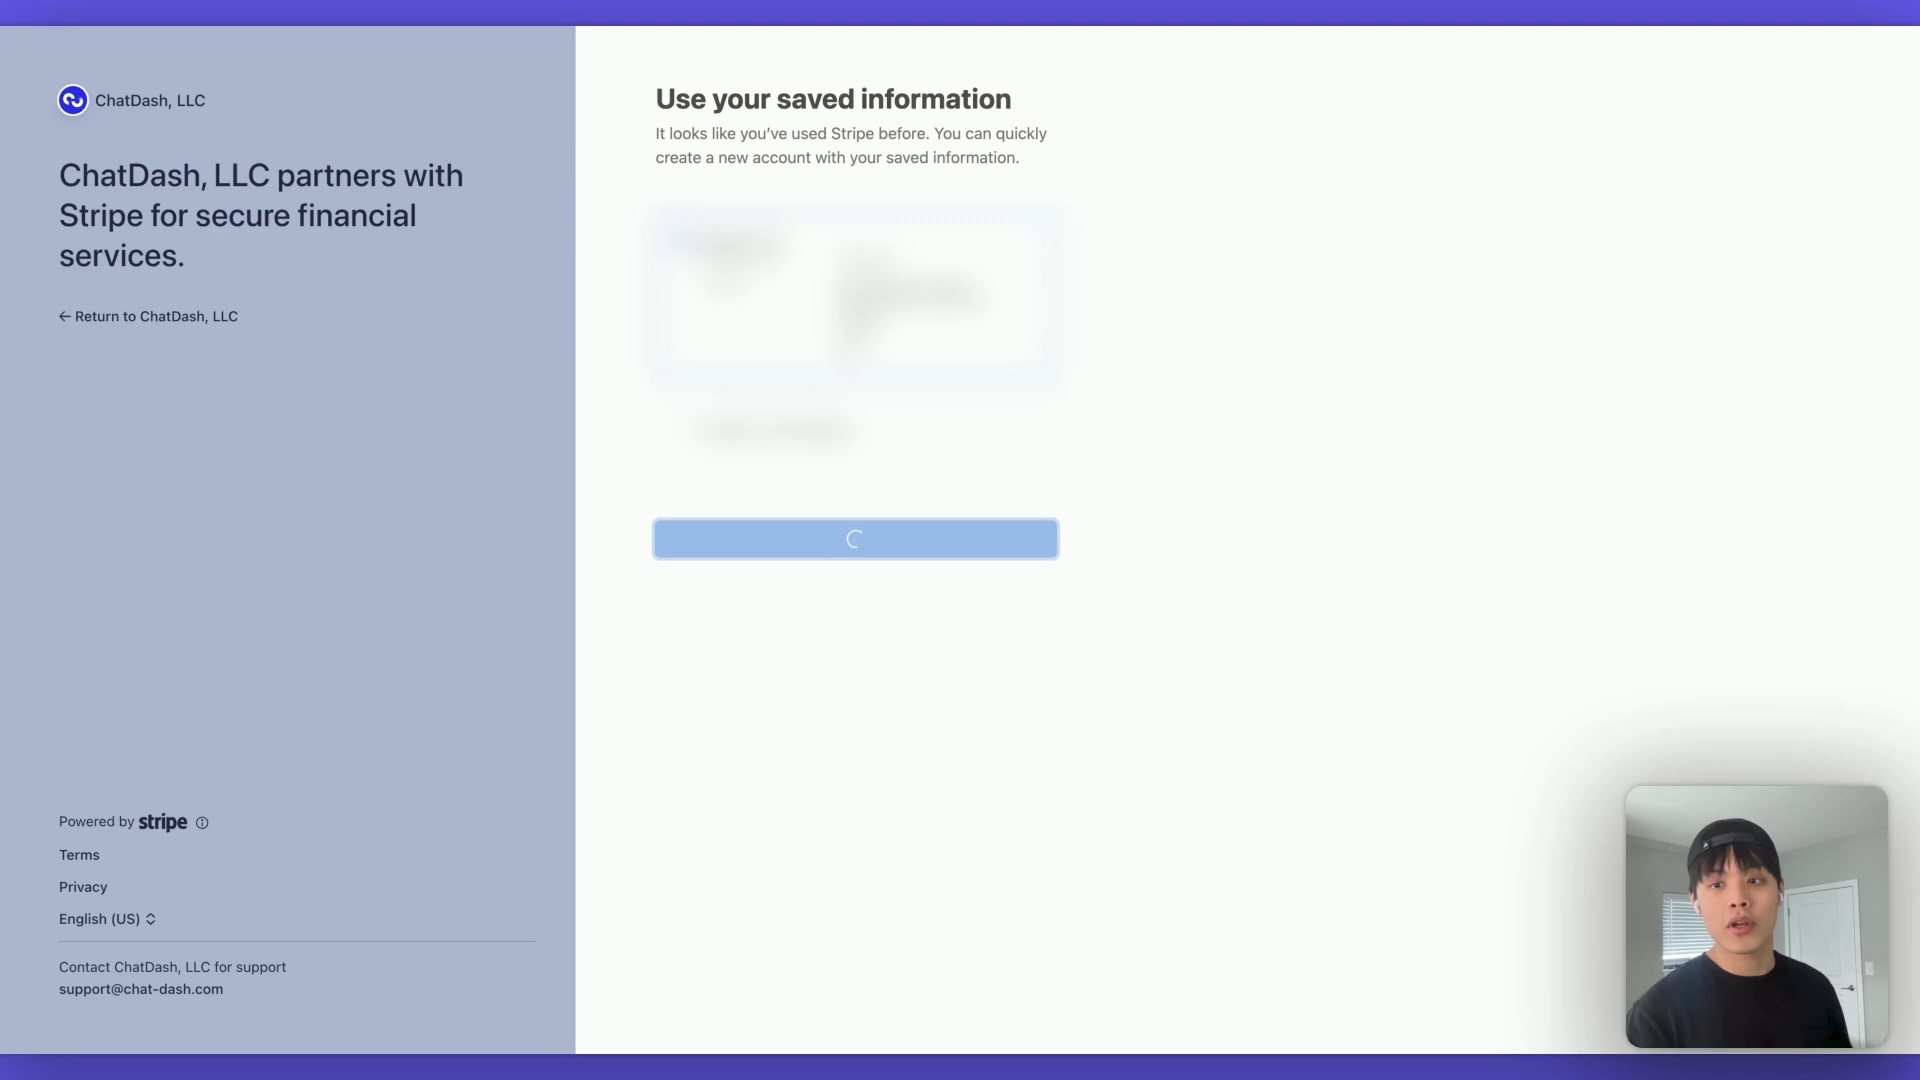 ChatDash, LLC
ChatDash, LLC partners with
Stripe for secure financial
services.
← Return to ChatDash, LLC
Powered by stripe
Terms
Privacy
English (US)
Contact ChatDash, LLC for support
support@chat-dash.com
Use your saved information
It looks like you’ve used Stripe before. You can quickly
create a new account with your saved information.